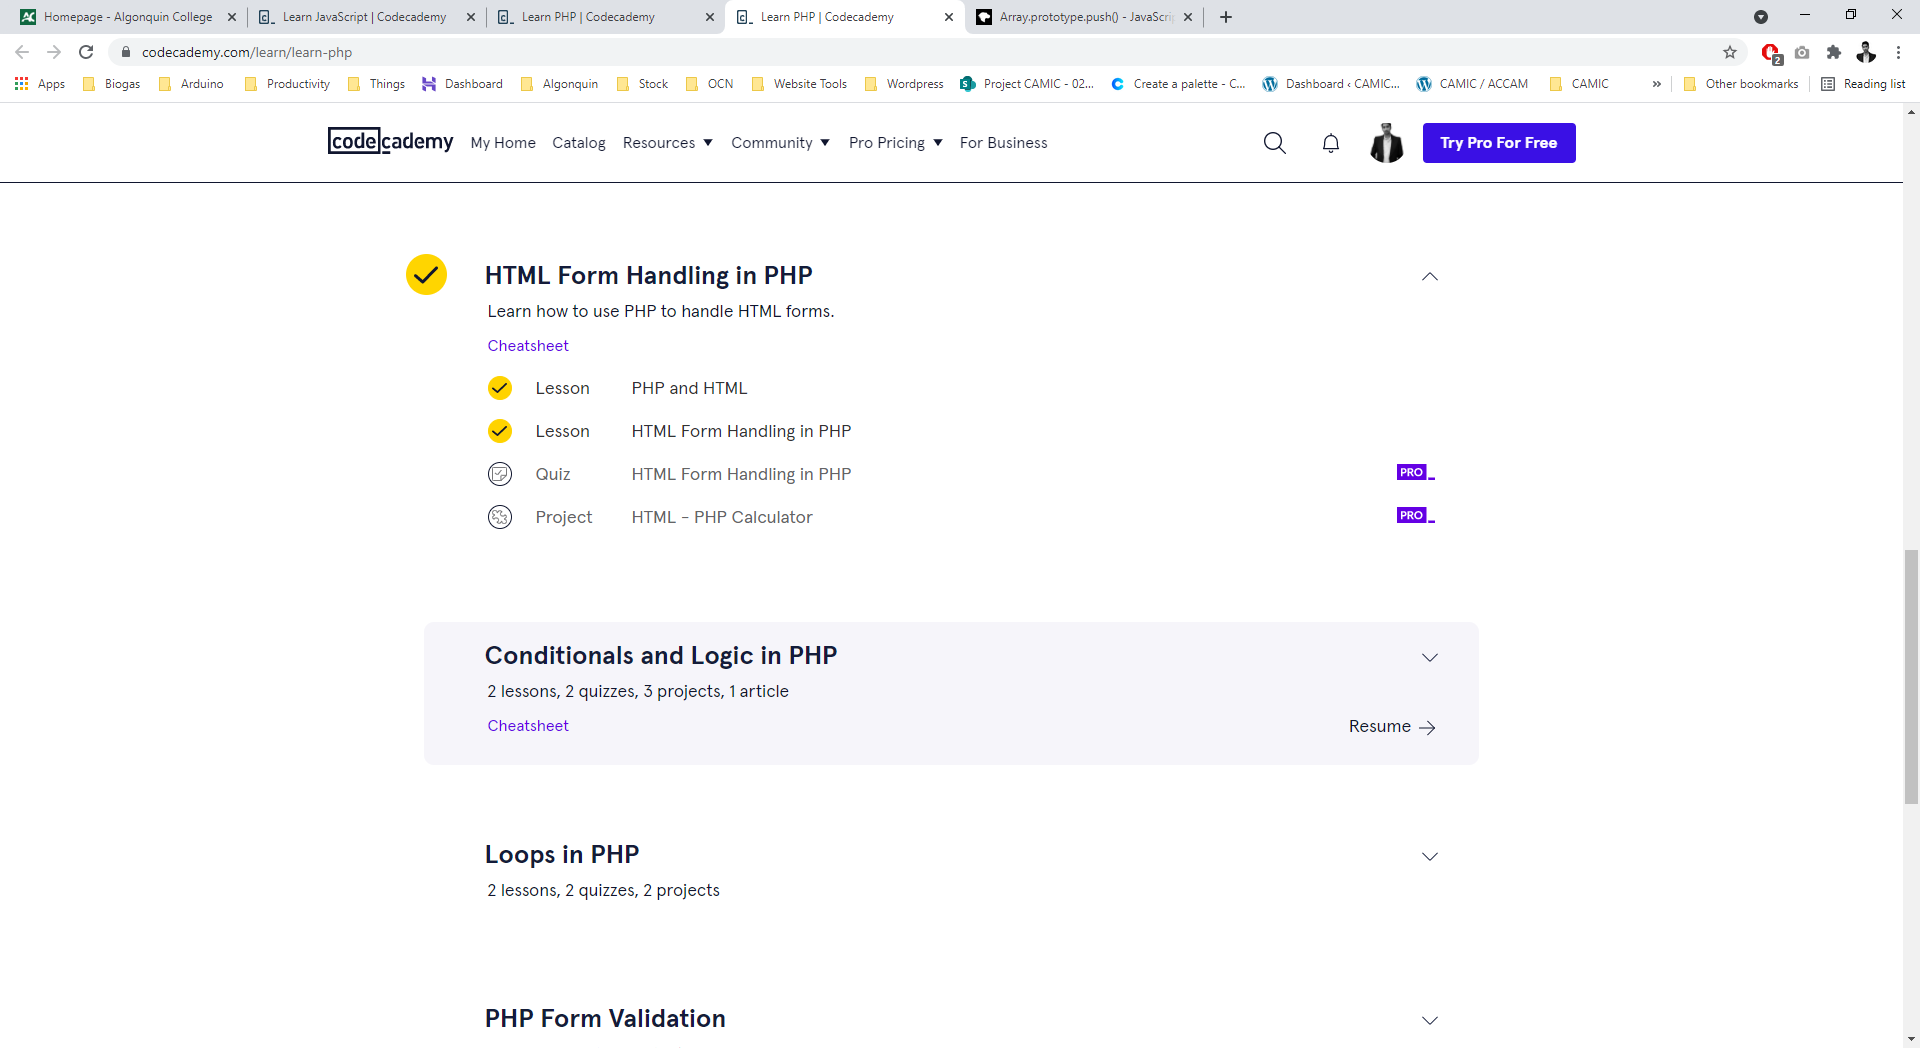 Homepage - Algonquin College
Learn JavaScript | Codecademy
Learn PHP | Codecademy
Learn PHP | Codecademy
Array.prototype.push() - JavaScri
codecademy.com/learn/learn-php
2
Apps
Biogas
Arduino
Productivity
Things
Dashboard
Algonquin
Stock
OCN
Website Tools
Wordpress
Project CAMIC - 02...
Create a palette - C...
Dashboard ‹ CAMIC...
CAMIC / ACCAM
CAMIC
»
Other bookmarks
Reading list
codecademy
My Home
Catalog
Resources
Community
Pro Pricing
For Business
Try Pro For Free
HTML Form Handling in PHP
Learn how to use PHP to handle HTML forms.
Cheatsheet
Lesson PHP and HTML
Lesson HTML Form Handling in PHP
Quiz HTML Form Handling in PHP PRO
Project HTML - PHP Calculator PRO
Conditionals and Logic in PHP
2 lessons, 2 quizzes, 3 projects, 1 article
Cheatsheet
Resume
Loops in PHP
2 lessons, 2 quizzes, 2 projects
PHP Form Validation